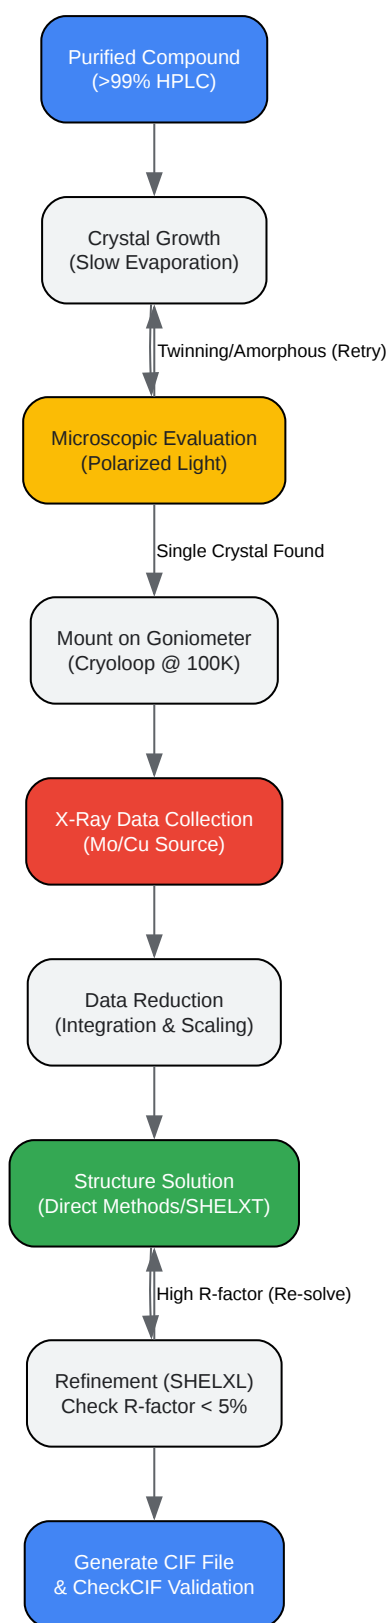 Purified Compound
(>99% HPLC)
Crystal Growth
(Slow Evaporation)
Twinning/Amorphous (Retry)
Microscopic Evaluation
(Polarized Light)
Single Crystal Found
Mount on Goniometer
(Cryoloop @ 100K)
X-Ray Data Collection
(Mo/Cu Source)
Data Reduction
(Integration & Scaling)
Structure Solution
(Direct Methods/SHELXT)
High R-factor (Re-solve)
Refinement (SHELXL)
Check R-factor < 5%
Generate CIF File
& CheckCIF Validation